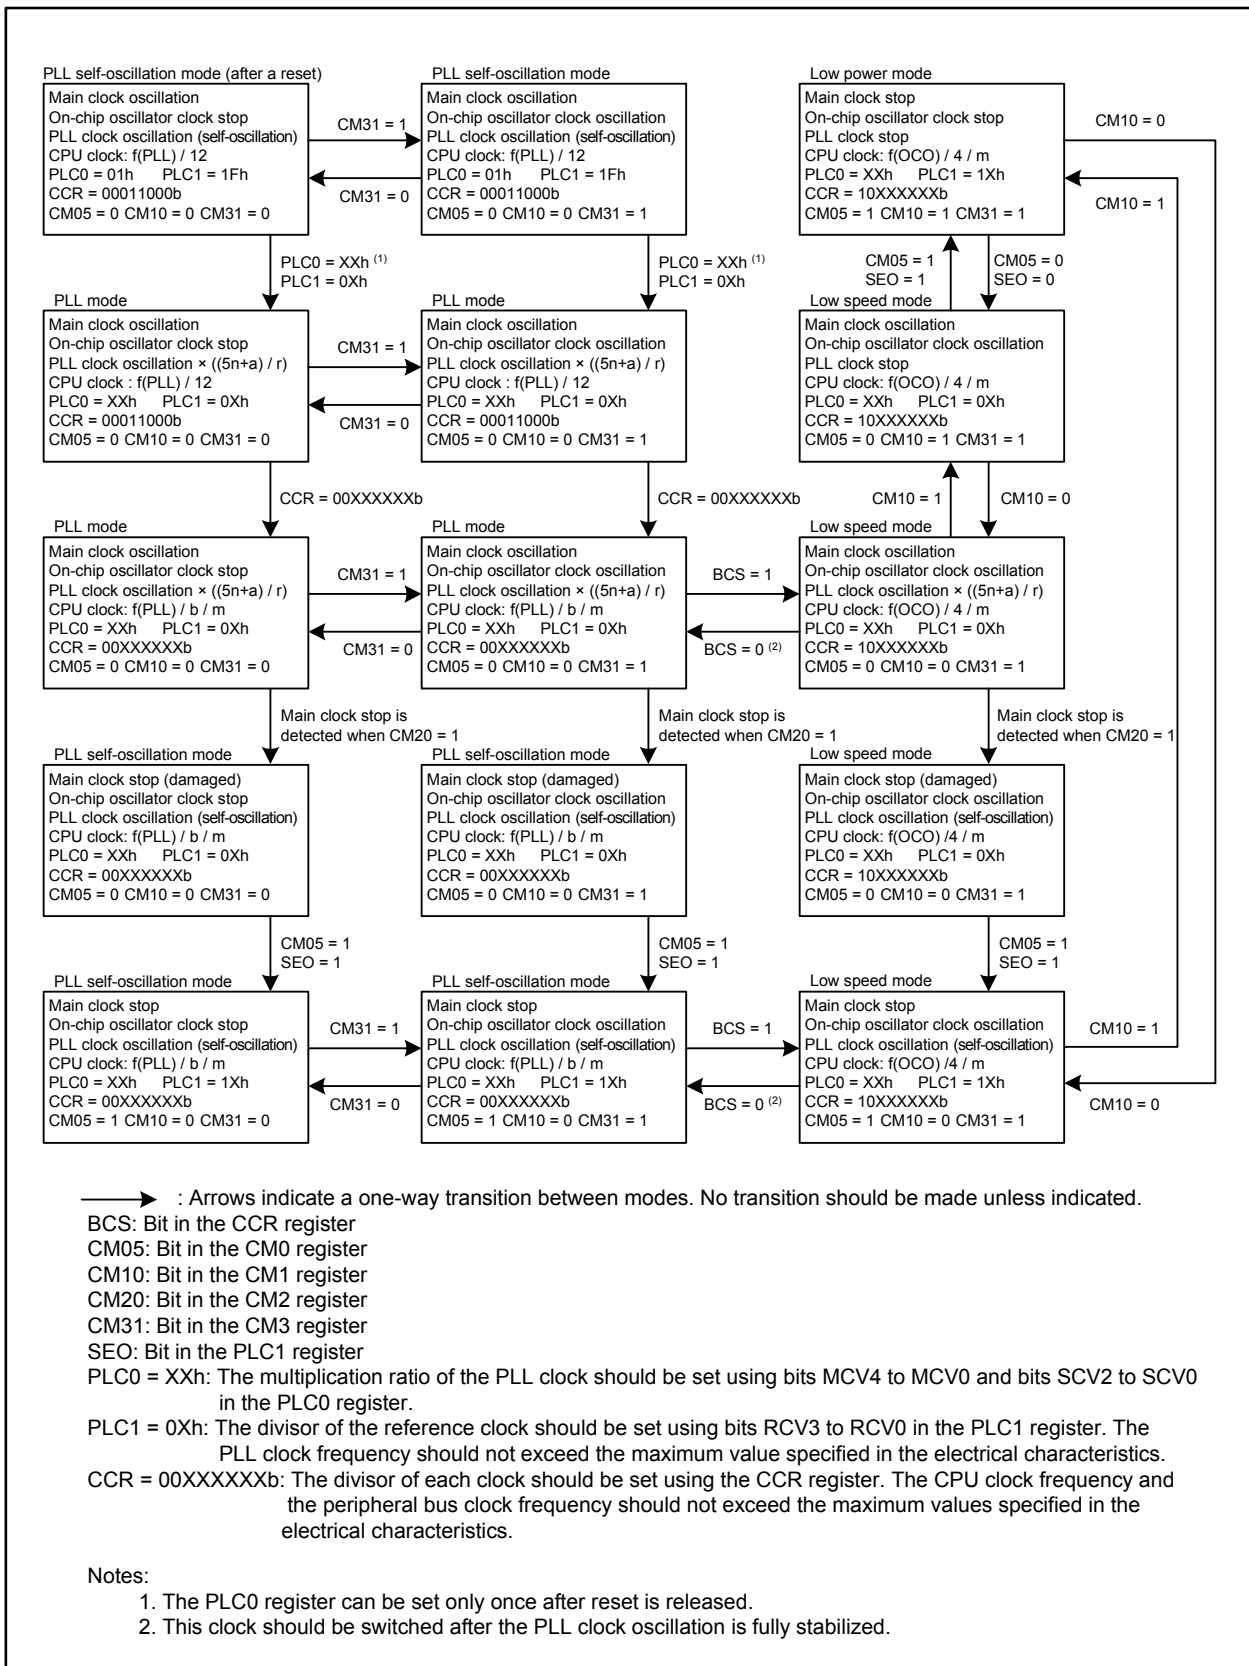 PLL self-oscillation mode (after a reset)
Main clock oscillation
On-chip oscillator clock stop
PLL clock oscillation (self-oscillation)
CPU clock: f(PLL) / 12
PLC0 = 01h PLC1 = 1Fh
CCR = 00011000b
CM05 = 0 CM10 = 0 CM31 = 0
CM31 = 1
CM31 = 0
PLL self-oscillation mode
Main clock oscillation
On-chip oscillator clock oscillation
PLL clock oscillation (self-oscillation)
CPU clock: f(PLL) / 12
PLC0 = 01h PLC1 = 1Fh
CCR = 00011000b
CM05 = 0 CM10 = 0 CM31 = 1
Low power mode
Main clock stop
On-chip oscillator clock stop
PLL clock stop
CPU clock: f(OCO) / 4 / m
PLC0 = XXh PLC1 = 1Xh
CCR = 10XXXXXXb
CM05 = 1 CM10 = 1 CM31 = 1
CM10 = 0
CM10 = 1
PLC0 = XXh (1)
PLC1 = 0Xh
PLC0 = XXh (1)
PLC1 = 0Xh
CM05 = 1
SEO = 1
CM05 = 0
SEO = 0
PLL mode
Main clock oscillation
On-chip oscillator clock stop
PLL clock oscillation × ((5n+a) / r)
CPU clock : f(PLL) / 12
PLC0 = XXh PLC1 = 0Xh
CCR = 00011000b
CM05 = 0 CM10 = 0 CM31 = 0
CM31 = 1
CM31 = 0
PLL mode
Main clock oscillation
On-chip oscillator clock oscillation
PLL clock oscillation × ((5n+a) / r)
CPU clock : f(PLL) / 12
PLC0 = XXh PLC1 = 0Xh
CCR = 00011000b
CM05 = 0 CM10 = 0 CM31 = 1
Low speed mode
Main clock oscillation
On-chip oscillator clock oscillation
PLL clock stop
CPU clock: f(OCO) / 4 / m
PLC0 = XXh PLC1 = 0Xh
CCR = 10XXXXXXb
CM05 = 0 CM10 = 1 CM31 = 1
CCR = 00XXXXXXb
CCR = 00XXXXXXb
CM10 = 1
CM10 = 0
PLL mode
Main clock oscillation
On-chip oscillator clock stop
PLL clock oscillation × ((5n+a) / r)
CPU clock: f(PLL) / b / m
PLC0 = XXh PLC1 = 0Xh
CCR = 00XXXXXXb
CM05 = 0 CM10 = 0 CM31 = 0
CM31 = 1
CM31 = 0
PLL mode
Main clock oscillation
On-chip oscillator clock oscillation
PLL clock oscillation × ((5n+a) / r)
CPU clock: f(PLL) / b / m
PLC0 = XXh PLC1 = 0Xh
CCR = 00XXXXXXb
CM05 = 0 CM10 = 0 CM31 = 1
BCS = 1
BCS = 0 (2)
Low speed mode
Main clock oscillation
On-chip oscillator clock oscillation
PLL clock oscillation × ((5n+a) / r)
CPU clock: f(OCO) / 4 / m
PLC0 = XXh PLC1 = 0Xh
CCR = 10XXXXXXb
CM05 = 0 CM10 = 0 CM31 = 1
Main clock stop is
detected when CM20 = 1
Main clock stop is
detected when CM20 = 1
Main clock stop is
detected when CM20 = 1
PLL self-oscillation mode
Main clock stop (damaged)
On-chip oscillator clock stop
PLL clock oscillation (self-oscillation)
CPU clock: f(PLL) / b / m
PLC0 = XXh PLC1 = 0Xh
CCR = 00XXXXXXb
CM05 = 0 CM10 = 0 CM31 = 0
PLL self-oscillation mode
Main clock stop (damaged)
On-chip oscillator clock oscillation
PLL clock oscillation (self-oscillation)
CPU clock: f(PLL) / b / m
PLC0 = XXh PLC1 = 0Xh
CCR = 00XXXXXXb
CM05 = 0 CM10 = 0 CM31 = 1
Low speed mode
Main clock stop (damaged)
On-chip oscillator clock oscillation
PLL clock oscillation (self-oscillation)
CPU clock: f(OCO) /4 / m
PLC0 = XXh PLC1 = 0Xh
CCR = 10XXXXXXb
CM05 = 0 CM10 = 0 CM31 = 1
CM05 = 1
SEO = 1
CM05 = 1
SEO = 1
CM05 = 1
SEO = 1
PLL self-oscillation mode
Main clock stop
On-chip oscillator clock stop
PLL clock oscillation (self-oscillation)
CPU clock: f(PLL) / b / m
PLC0 = XXh PLC1 = 1Xh
CCR = 00XXXXXXb
CM05 = 1 CM10 = 0 CM31 = 0
CM31 = 1
CM31 = 0
PLL self-oscillation mode
Main clock stop
On-chip oscillator clock oscillation
PLL clock oscillation (self-oscillation)
CPU clock: f(PLL) / b / m
PLC0 = XXh PLC1 = 1Xh
CCR = 00XXXXXXb
CM05 = 1 CM10 = 0 CM31 = 1
BCS = 1
BCS = 0 (2)
Low speed mode
Main clock stop
On-chip oscillator clock oscillation
PLL clock oscillation (self-oscillation)
CPU clock: f(OCO) /4 / m
PLC0 = XXh PLC1 = 1Xh
CCR = 10XXXXXXb
CM05 = 1 CM10 = 0 CM31 = 1
CM10 = 1
CM10 = 0
: Arrows indicate a one-way transition between modes. No transition should be made unless indicated.
BCS: Bit in the CCR register
CM05: Bit in the CM0 register
CM10: Bit in the CM1 register
CM20: Bit in the CM2 register
CM31: Bit in the CM3 register
SEO: Bit in the PLC1 register
PLC0 = XXh: The multiplication ratio of the PLL clock should be set using bits MCV4 to MCV0 and bits SCV2 to SCV0
in the PLC0 register.
PLC1 = 0Xh: The divisor of the reference clock should be set using bits RCV3 to RCV0 in the PLC1 register. The
PLL clock frequency should not exceed the maximum value specified in the electrical characteristics.
CCR = 00XXXXXXb: The divisor of each clock should be set using the CCR register. The CPU clock frequency and
the peripheral bus clock frequency should not exceed the maximum values specified in the
electrical characteristics.
Notes:
1. The PLC0 register can be set only once after reset is released.
2. This clock should be switched after the PLL clock oscillation is fully stabilized.